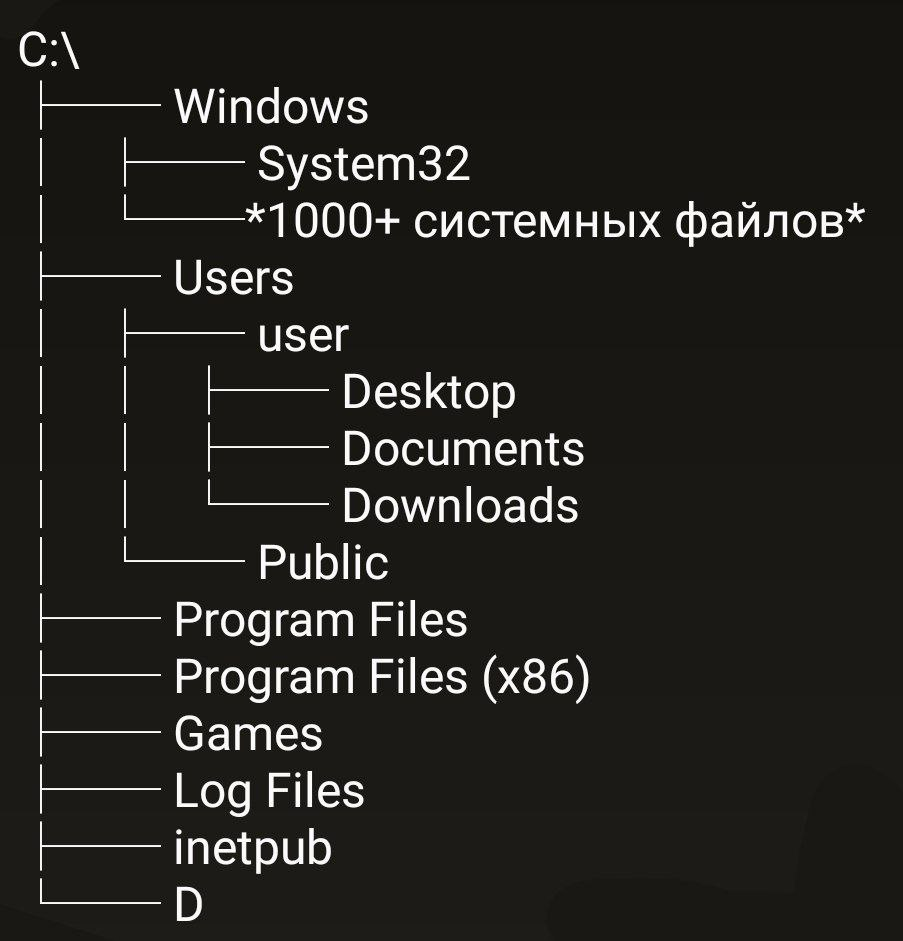 C:\
├── Windows
│   ├── System32
│   └──*1000+ системных файлов*
├── Users
│   ├── user
│   │   ├── Desktop
│   │   ├── Documents
│   │   └── Downloads
│   └── Public
├── Program Files
├── Program Files (x86)
├── Games
├── Log Files
├── inetpub
└── D